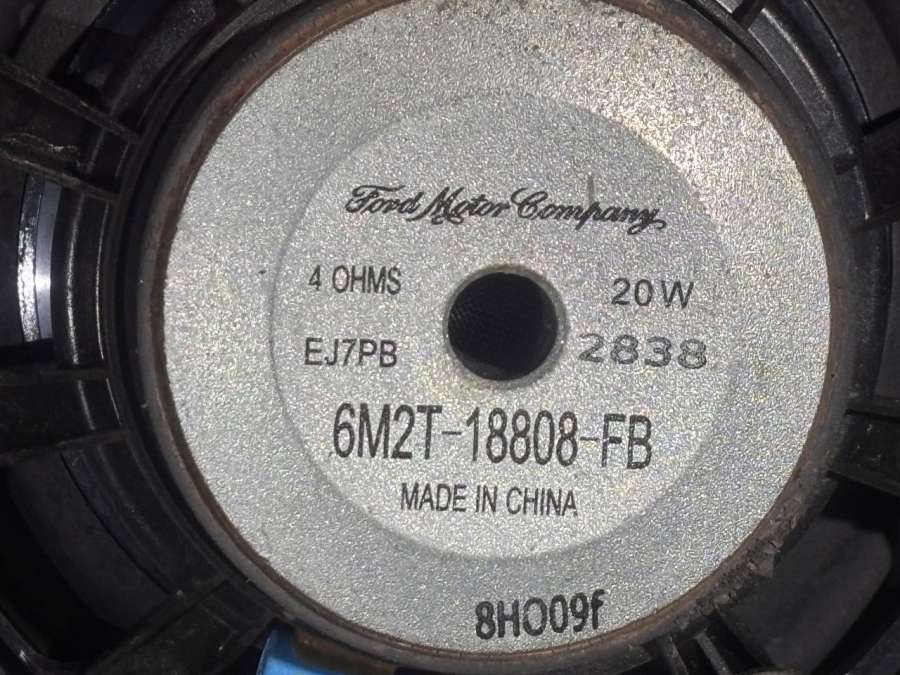 Ford Motor Company
4 OHMS 20W
EJ7PB 2838
6M2T-18808-FB
MADE IN CHINA
8HO09f